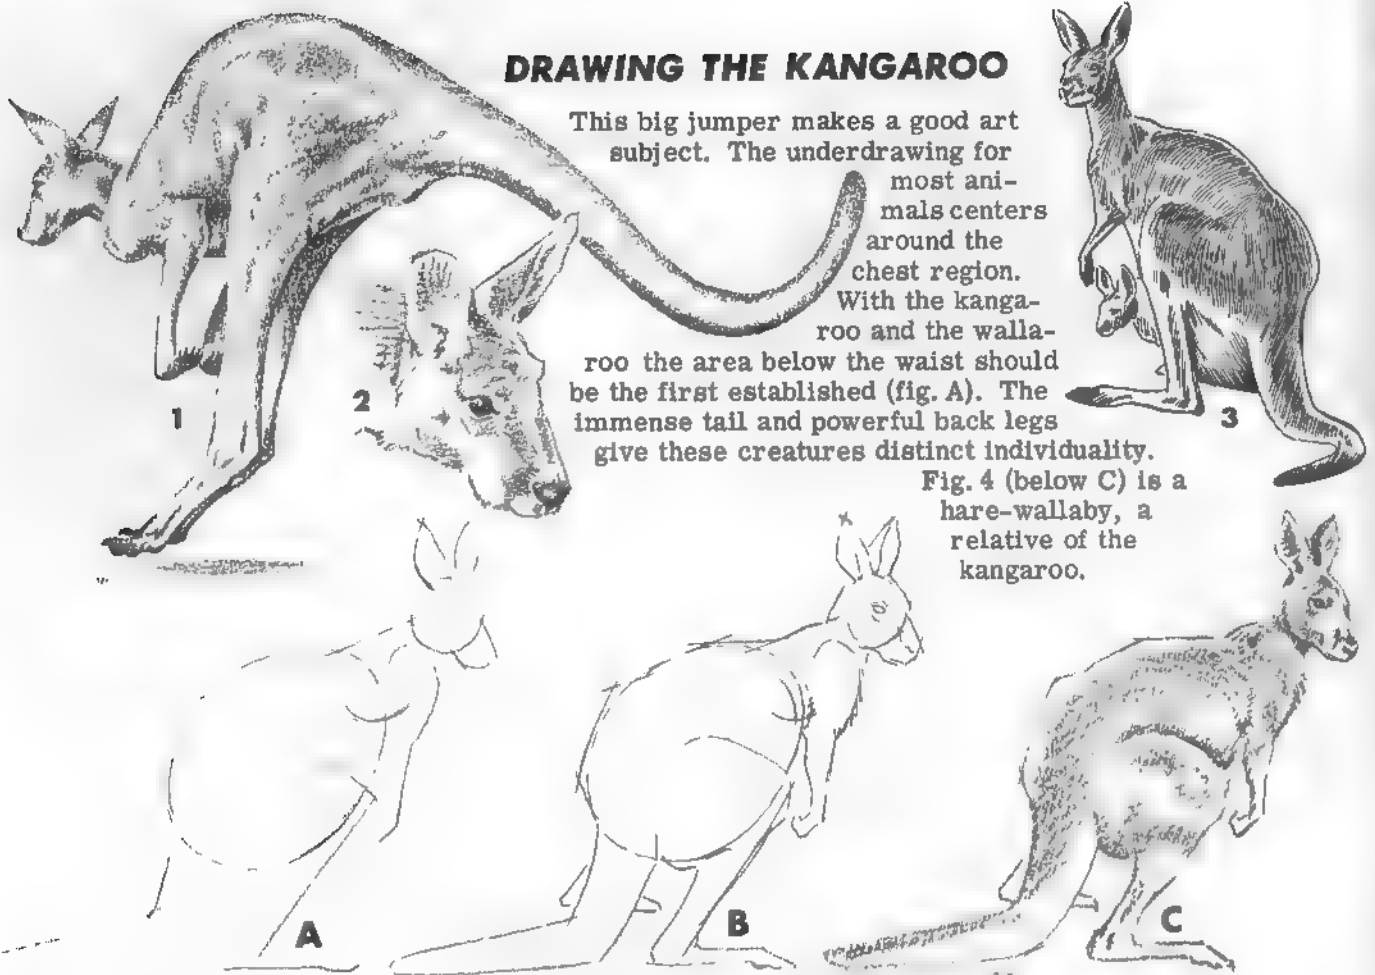 DRAWING THE KANGAROO
This big jumper makes a good art
subject. The underdrawing for
most ani-
mals centers
around the
chest region.
With the kanga-
roo and the walla-
roo the area below the waist should
be the first established (fig. A). The
immense tail and powerful back legs
give these creatures distinct individuality.
Fig. 4 (below C) is a
hare-wallaby, a
relative of the
kangaroo.
1
2
3
A
B
C